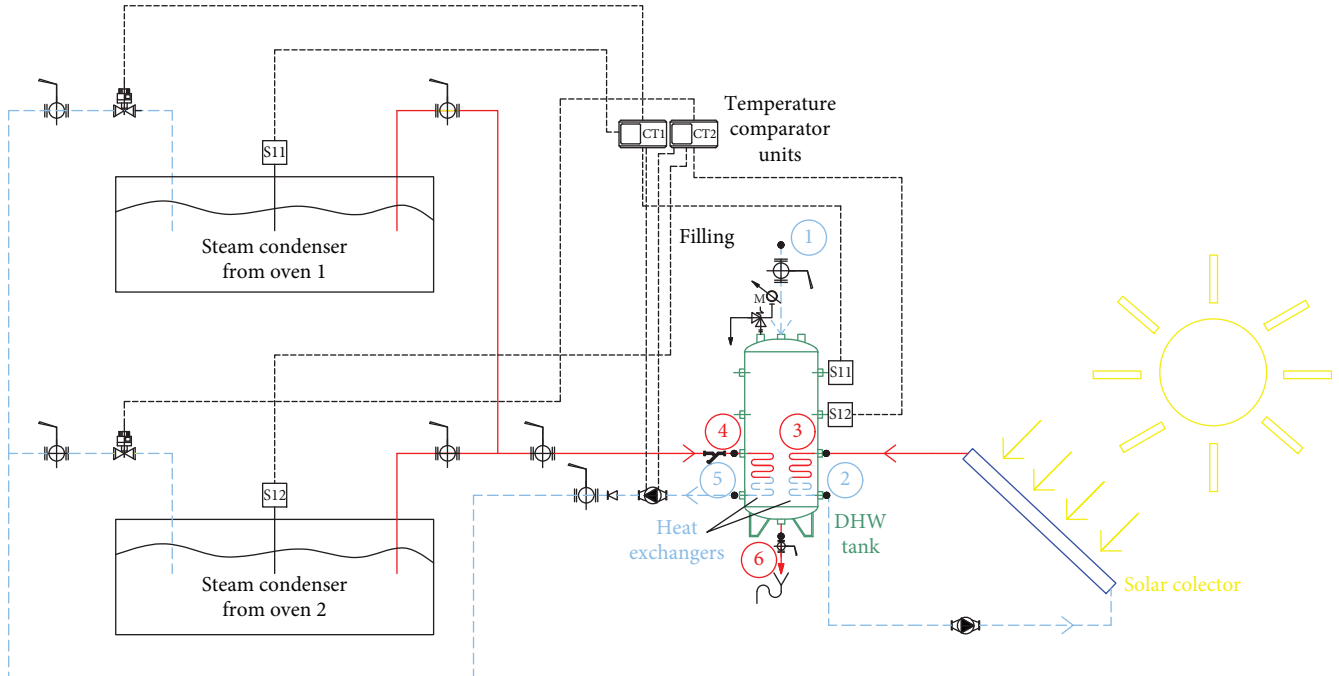 CT1
CT2
Temperature
comparator
units
S11
Steam condenser
from oven 1
Filling
1
M
S11
S12
4
3
5
2
S12
Heat
exchangers
DHW
tank
6
Steam condenser
from oven 2
Solar colector